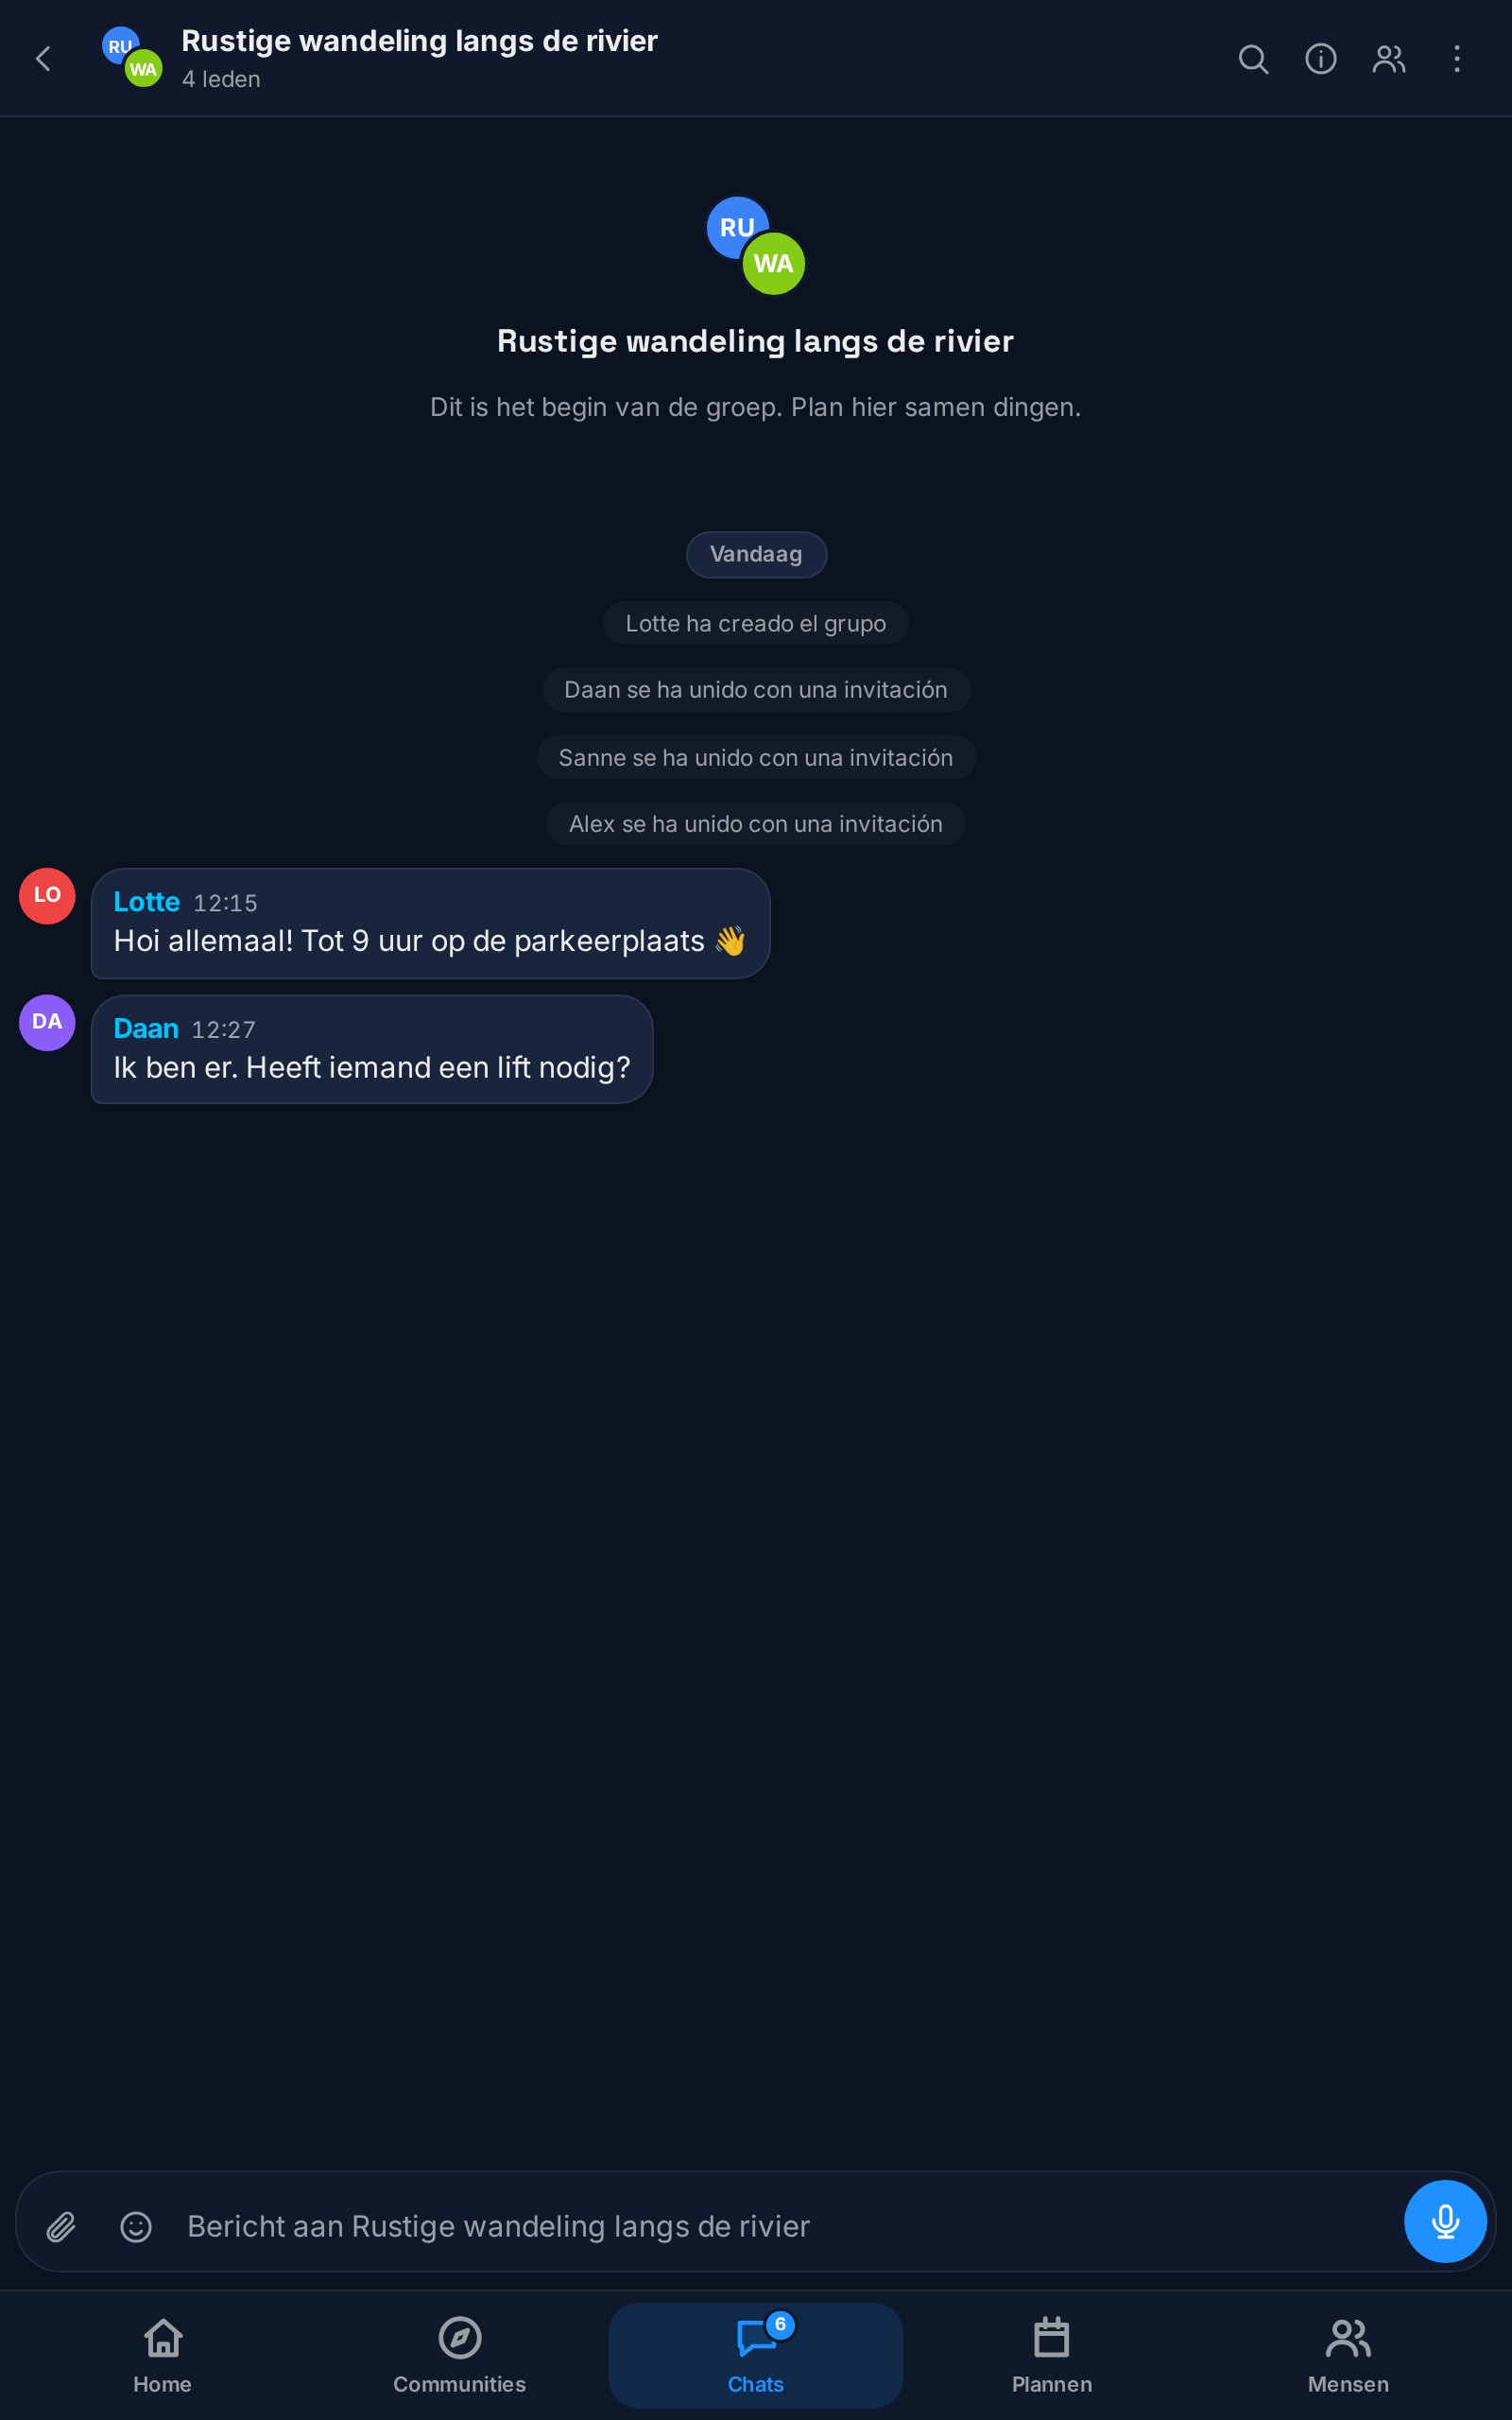 RU
WA
Rustige wandeling langs de rivier
4 leden
RU
WA
Rustige wandeling langs de rivier
Dit is het begin van de groep. Plan hier samen dingen.
Vandaag
Lotte ha creado el grupo
Daan se ha unido con una invitación
Sanne se ha unido con una invitación
Alex se ha unido con una invitación
LO
Lotte 12:15
Hoi allemaal! Tot 9 uur op de parkeerplaats 👋
DA
Daan 12:27
Ik ben er. Heeft iemand een lift nodig?
Bericht aan Rustige wandeling langs de rivier
6
Home
Communities
Chats
Plannen
Mensen